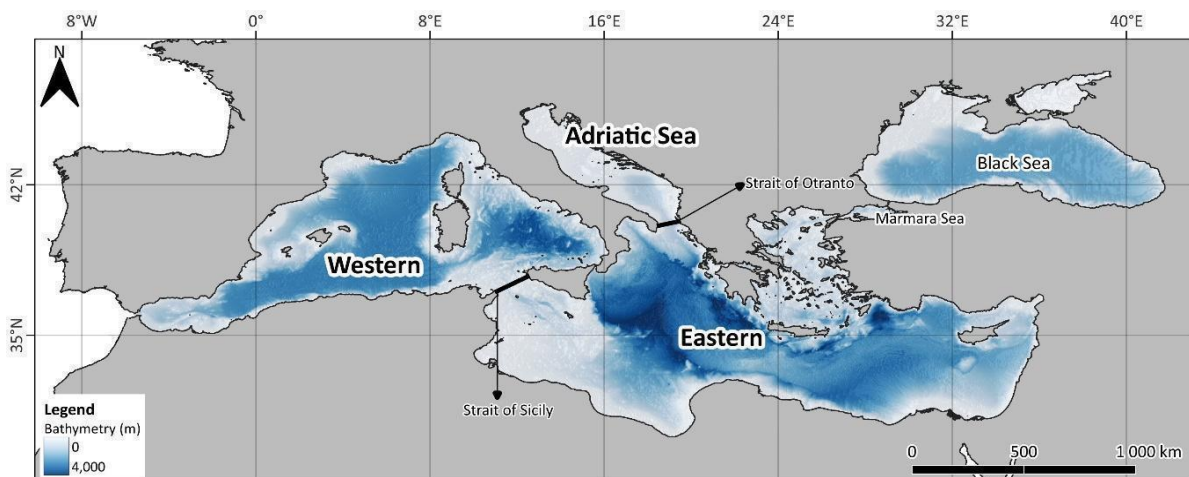 8°W 0° 8°E 16°E 24°E 32°E 40°E
N
Adriatic Sea
Black Sea
42°N
Strait of Otranto
Marmara Sea
Western
35°N
Eastern
Strait of Sicily
Legend
Bathymetry (m)
0
4,000
0 500 1 000 km